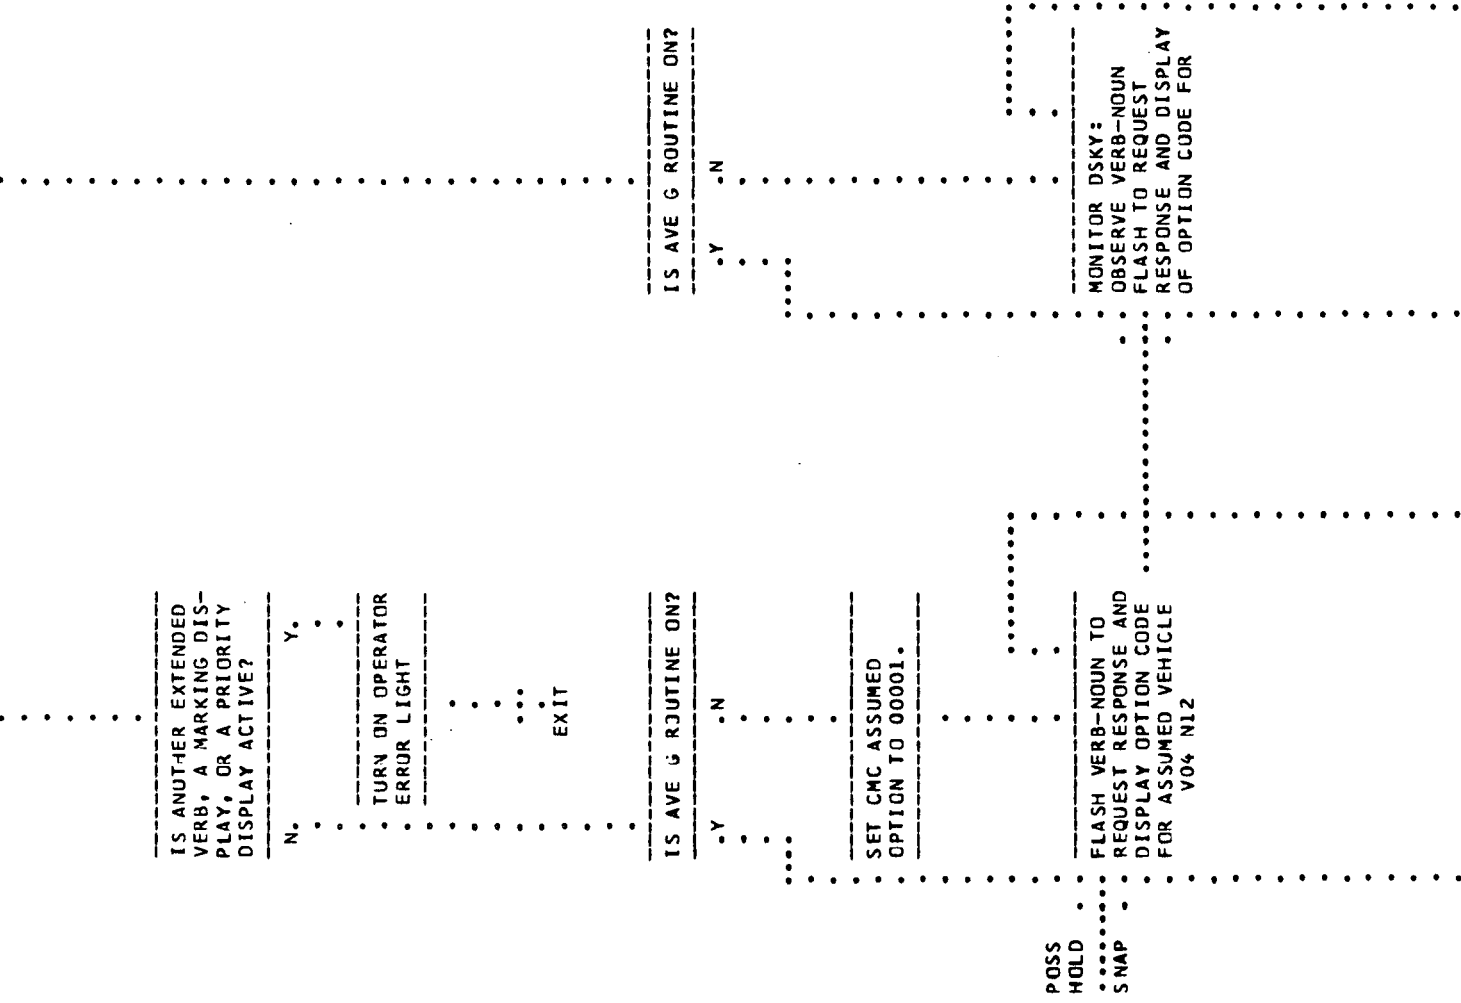 IS ANUTHER EXTENDED
VERB, A MARKING DIS-
PLAY, OR A PRIORITY
DISPLAY ACTIVE?
N. Y.
TURN ON OPERATOR
ERROR LIGHT
EXIT
IS AVE G RJUTINE ON?
.Y .N
SET CMC ASSUMED
OPTION TO 00001.
POSS
HOLD
SNAP
FLASH VERB-NOUN TO
REQUEST RESPONSE AND
DISPLAY OPTION CODE
FOR ASSUMED VEHICLE
V04 N12
IS AVE G ROUTINE ON?
.Y .N
MONITOR DSKY:
OBSERVE VERB-NOUN
FLASH TO REQUEST
RESPONSE AND DISPLAY
OF OPTION CODE FOR